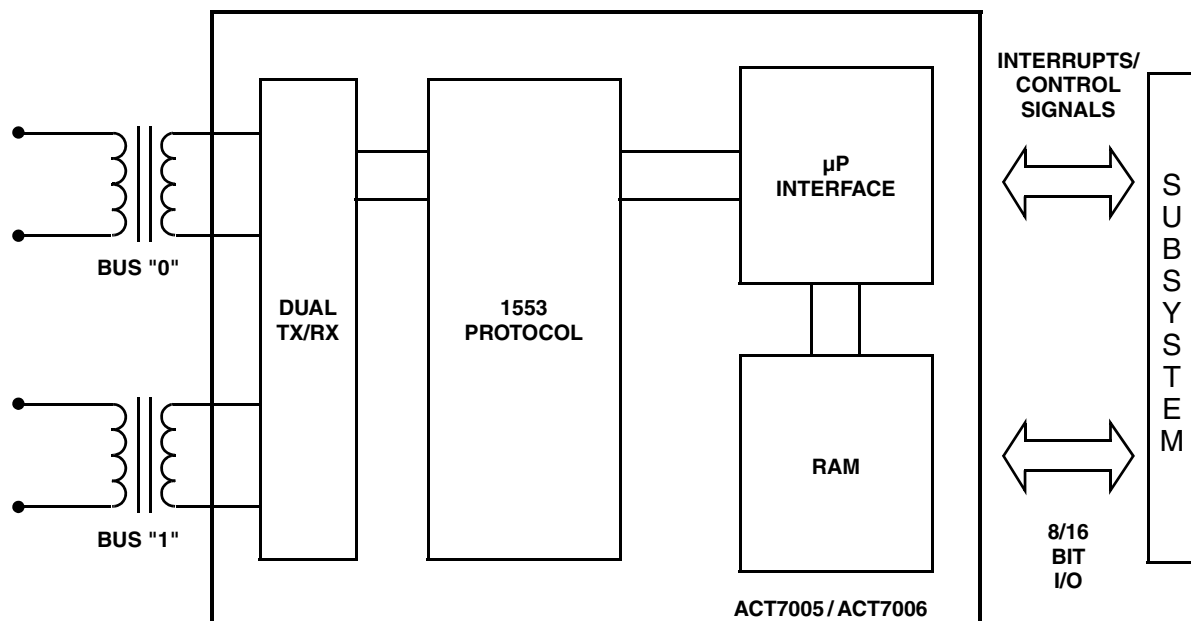 INTERRUPTS/
CONTROL
SIGNALS
µP
INTERFACE
BUS "0"
DUAL
TX/RX
1553
PROTOCOL
SUBSYSTEM
RAM
BUS "1"
8/16
BIT
I/O
ACT7005 / ACT7006